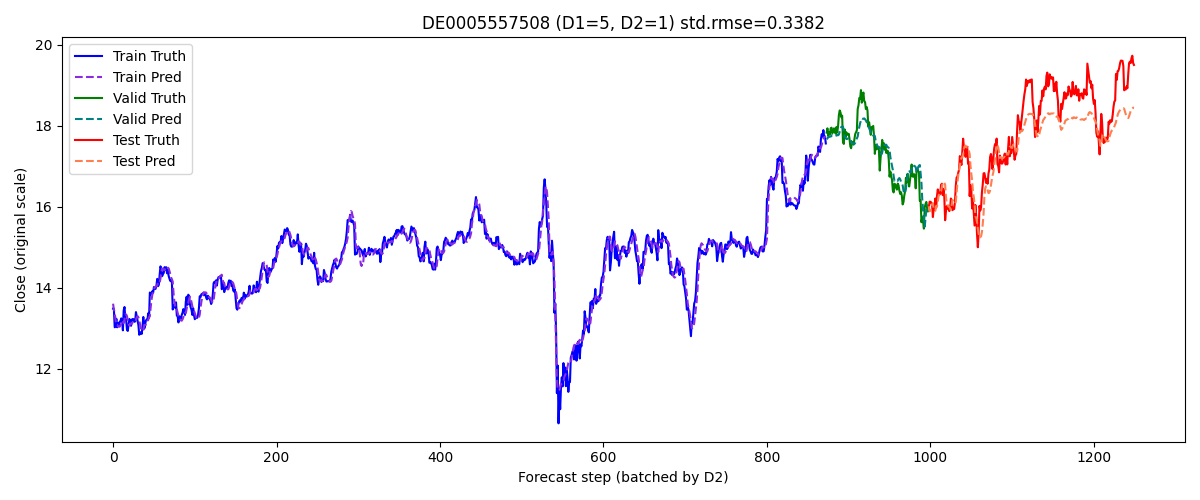 DE0005557508 (D1=5, D2=1) std.rmse=0.3382
Train Truth
Train Pred
Valid Truth
Valid Pred
Test Truth
Test Pred
Close (original scale)
20
18
16
14
12
0
200
400
600
800
1000
1200
Forecast step (batched by D2)